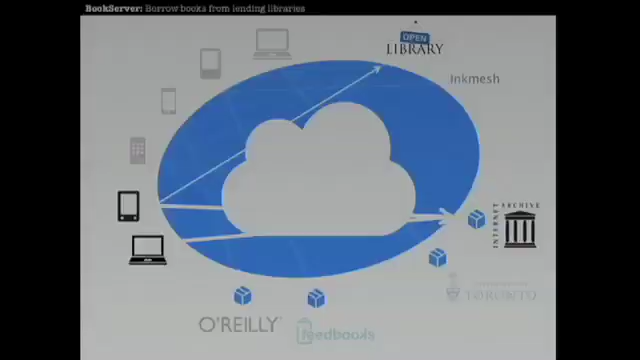 BookServer: Borrow books from lending libraries
OPEN
LIBRARY
Inkmesh
INTERNET ARCHIVE
TORONTO
O'REILLY
feedbooks